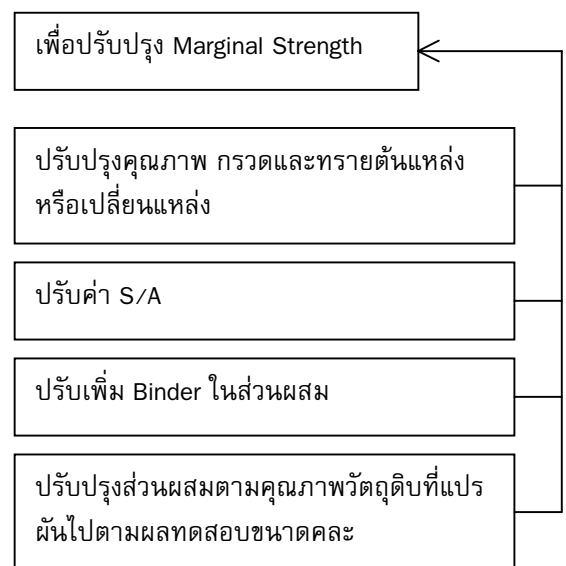 เพื่อปรับปรุง Marginal Strength
ปรับปรุงคุณภาพ กรวดและทรายต้นแหล่ง
หรือเปลี่ยนแหล่ง
ปรับค่า S/A
ปรับเพิ่ม Binder ในส่วนผสม
ปรับปรุงส่วนผสมตามคุณภาพวัตถุดิบที่แปร
ผันไปตามผลทดสอบขนาดคละ